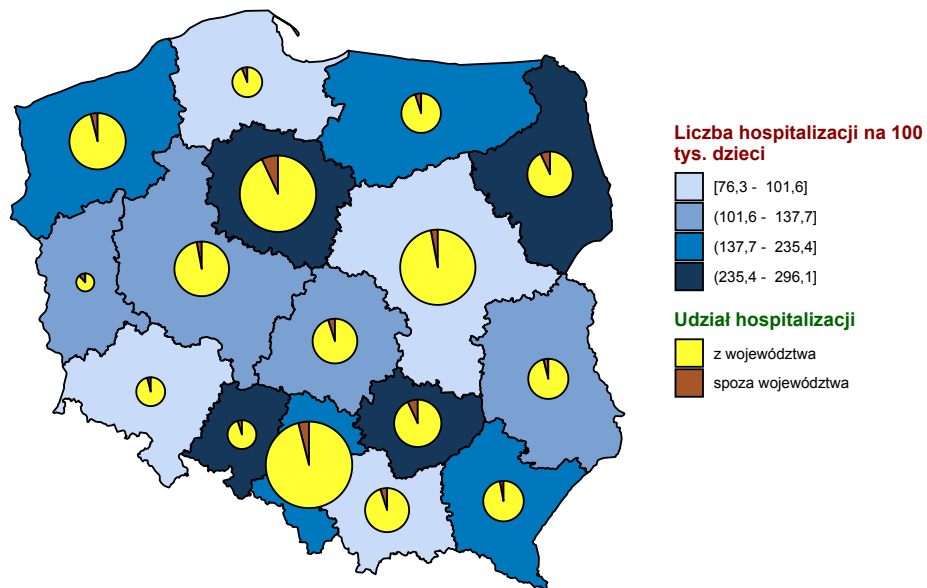 Liczba hospitalizacji na 100
tys. dzieci
[76,3 - 101,6]
(101,6 - 137,7]
(137,7 - 235,4]
(235,4 - 296,1]
Udział hospitalizacji
z województwa
spoza województwa